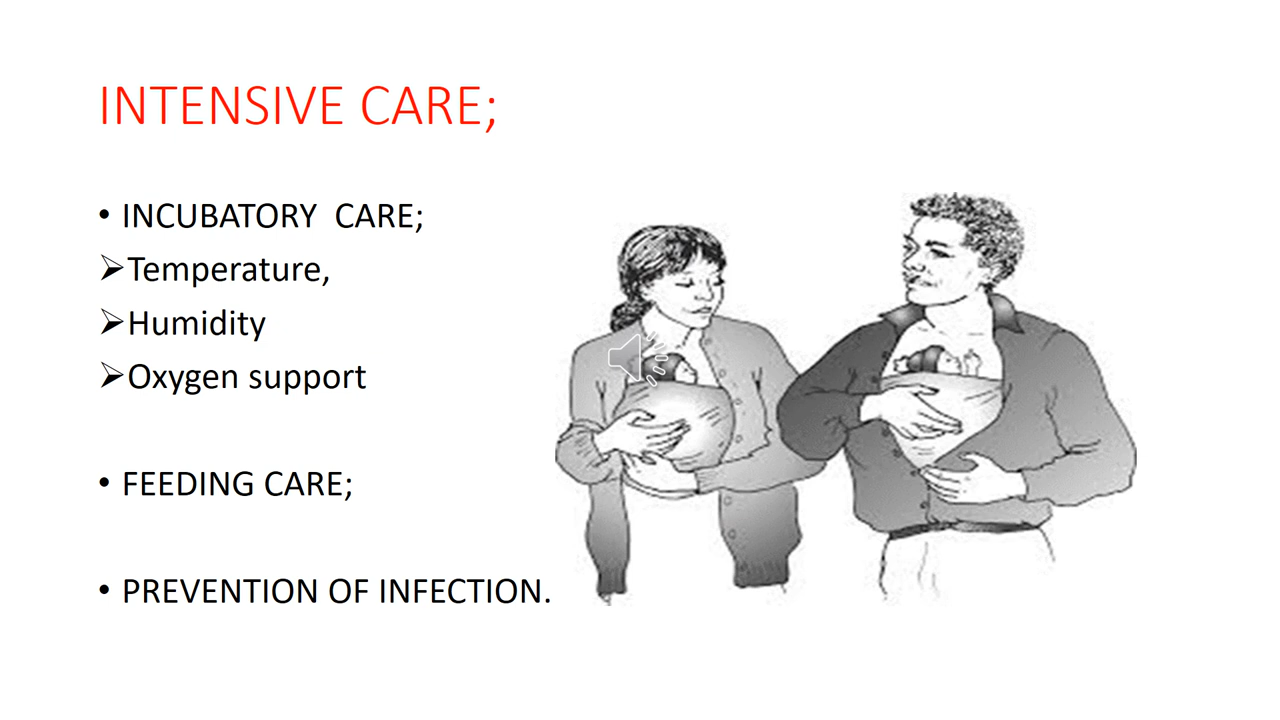 INTENSIVE CARE;
• INCUBATORY CARE;
➢Temperature,
➢Humidity
➢Oxygen support
• FEEDING CARE;
• PREVENTION OF INFECTION.